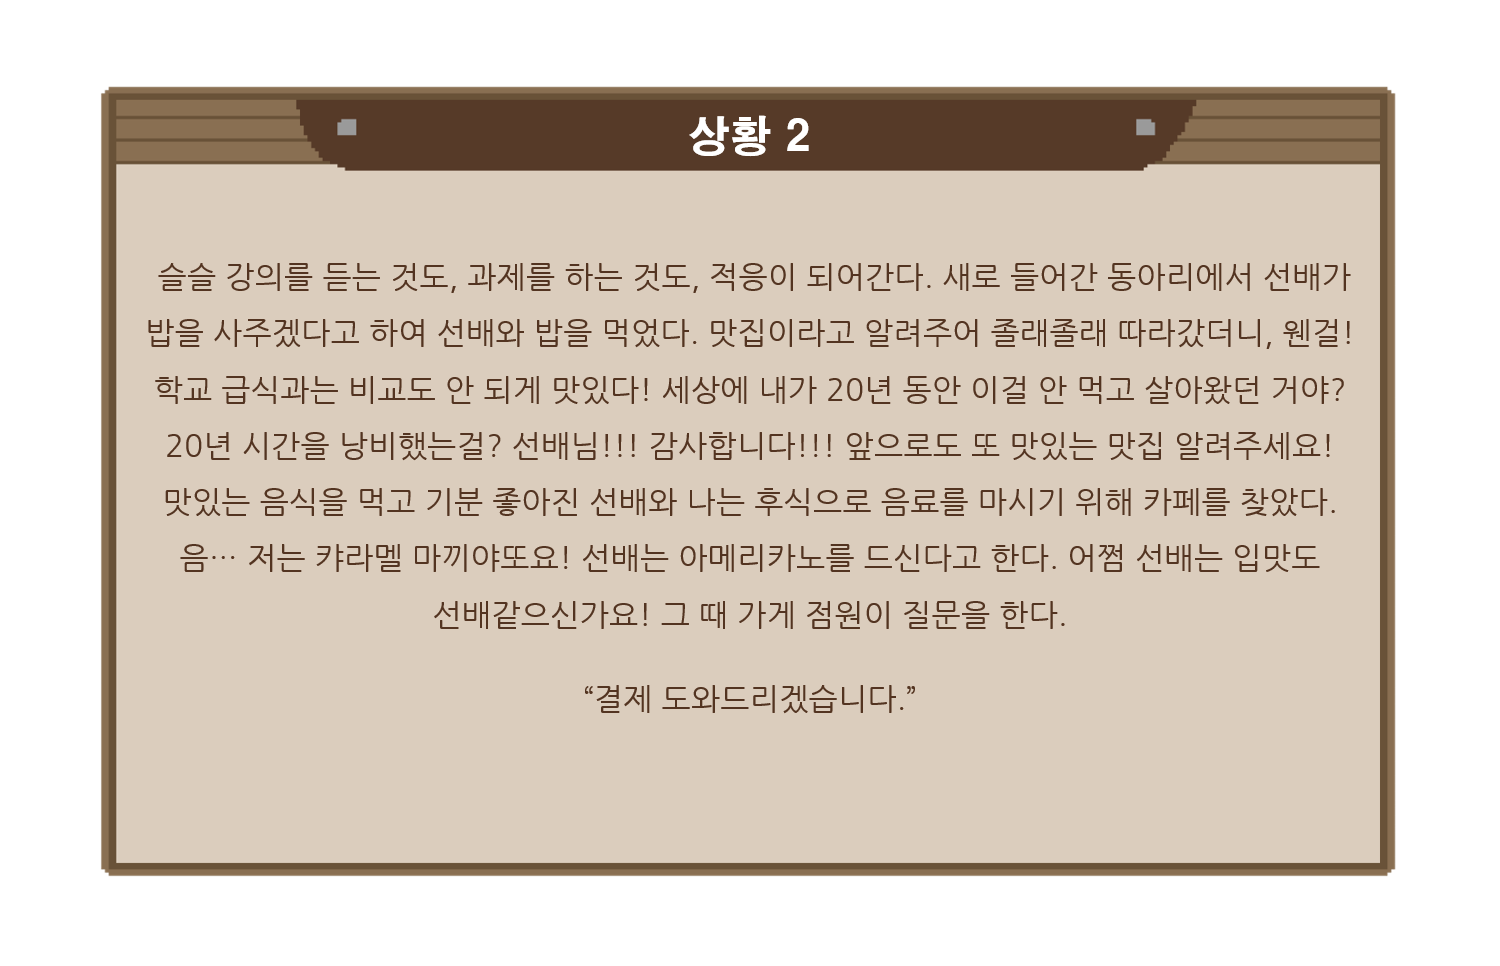 상황 2
슬슬 강의를 듣는 것도, 과제를 하는 것도, 적응이 되어간다. 새로 들어간 동아리에서 선배가
밥을 사주겠다고 하여 선배와 밥을 먹었다. 맛집이라고 알려주어 졸래졸래 따라갔더니, 웬걸!
학교 급식과는 비교도 안 되게 맛있다! 세상에 내가 20년 동안 이걸 안 먹고 살아왔던 거야?
20년 시간을 낭비했는걸? 선배님!!! 감사합니다!!! 앞으로도 또 맛있는 맛집 알려주세요!
맛있는 음식을 먹고 기분 좋아진 선배와 나는 후식으로 음료를 마시기 위해 카페를 찾았다.
음… 저는 캬라멜 마끼야또요! 선배는 아메리카노를 드신다고 한다. 어쩜 선배는 입맛도
선배같으신가요! 그 때 가게 점원이 질문을 한다.
“결제 도와드리겠습니다.”